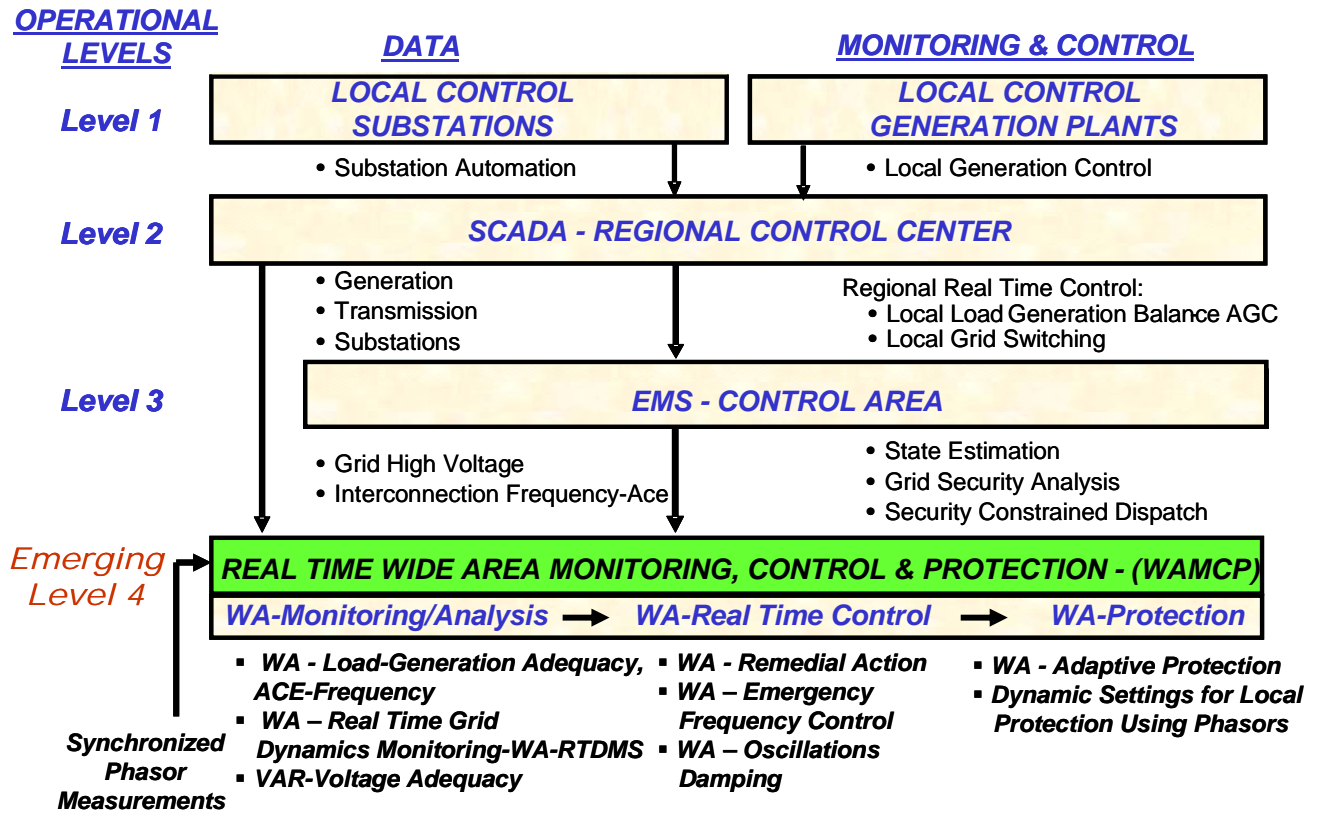 OPERATIONAL
LEVELS
DATA
MONITORING & CONTROL
Level 1
LOCAL CONTROL
SUBSTATIONS
LOCAL CONTROL
GENERATION PLANTS
• Substation Automation
• Local Generation Control
Level 2
SCADA - REGIONAL CONTROL CENTER
• Generation
• Transmission
• Substations
Regional Real Time Control:
• Local Load Generation Balance AGC
• Local Grid Switching
Level 3
EMS - CONTROL AREA
• Grid High Voltage
• Interconnection Frequency-Ace
• State Estimation
• Grid Security Analysis
• Security Constrained Dispatch
Emerging
Level 4
REAL TIME WIDE AREA MONITORING, CONTROL & PROTECTION - (WAMCP)
WA-Monitoring/Analysis → WA-Real Time Control → WA-Protection
▪ WA - Load-Generation Adequacy,
ACE-Frequency
▪ WA – Real Time Grid
Dynamics Monitoring-WA-RTDMS
▪ VAR-Voltage Adequacy
▪ WA - Remedial Action
▪ WA – Emergency
Frequency Control
▪ WA – Oscillations
Damping
▪ WA - Adaptive Protection
▪ Dynamic Settings for Local
Protection Using Phasors
Synchronized
Phasor
Measurements